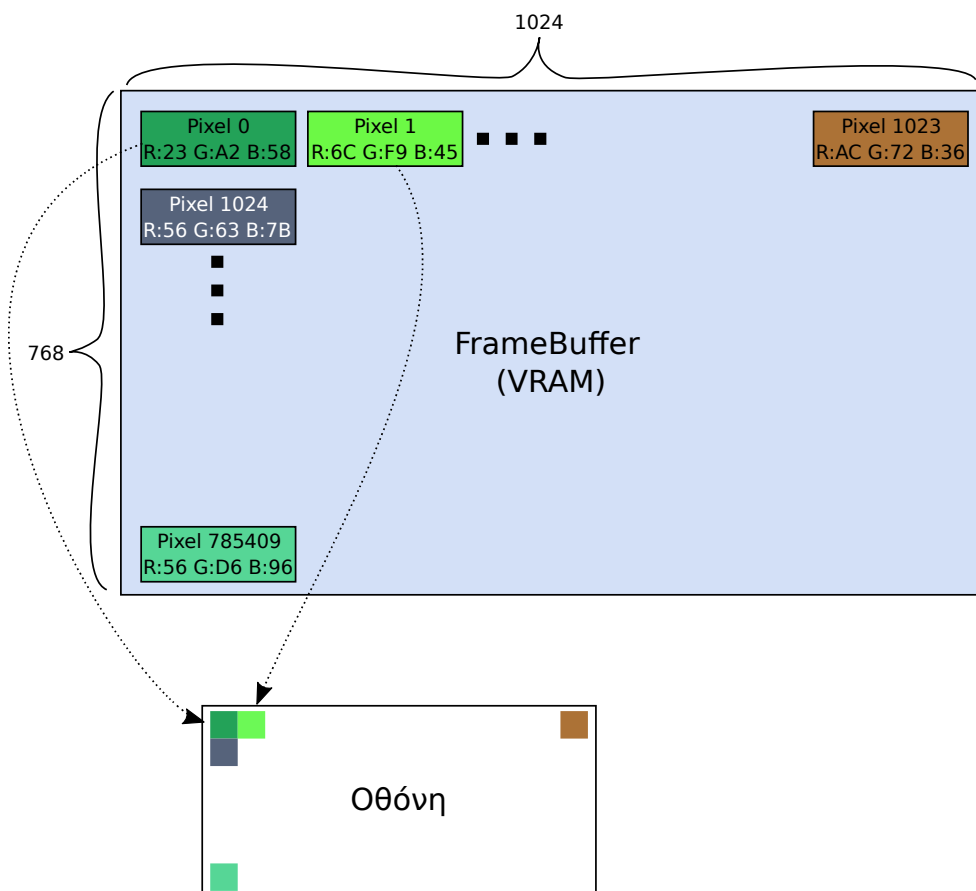 1024
Pixel 0
R:23 G:A2 B:58
Pixel 1
R:6C G:F9 B:45
Pixel 1023
R:AC G:72 B:36
Pixel 1024
R:56 G:63 B:7B
768
FrameBuffer
(VRAM)
Pixel 785409
R:56 G:D6 B:96
Οθόνη